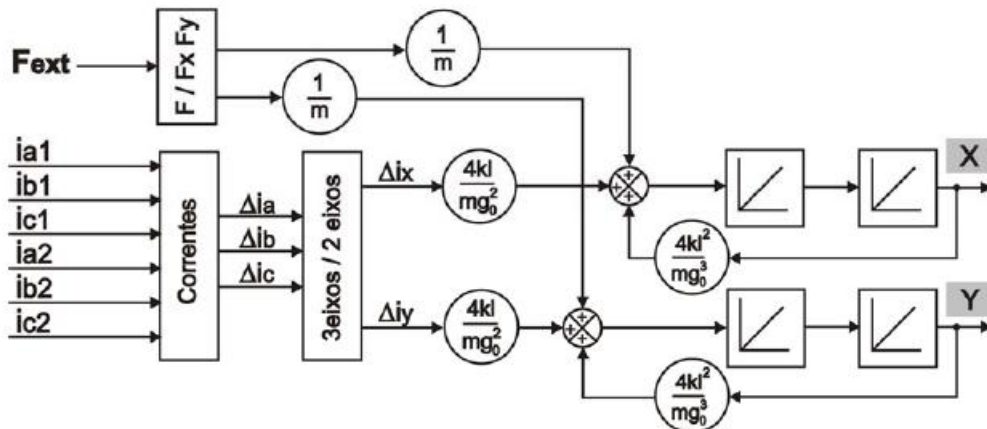 Fext
F / Fx Fy
1
m
1
m
ia1
ib1
ic1
ia2
ib2
ic2
Correntes
Δia
Δib
Δic
3eixos / 2 eixos
Δix
4kI
mg₀²
+
+
+
4kI²
mg₀³
X
Δiy
4kI
mg₀²
+
+
+
4kI²
mg₀³
Y